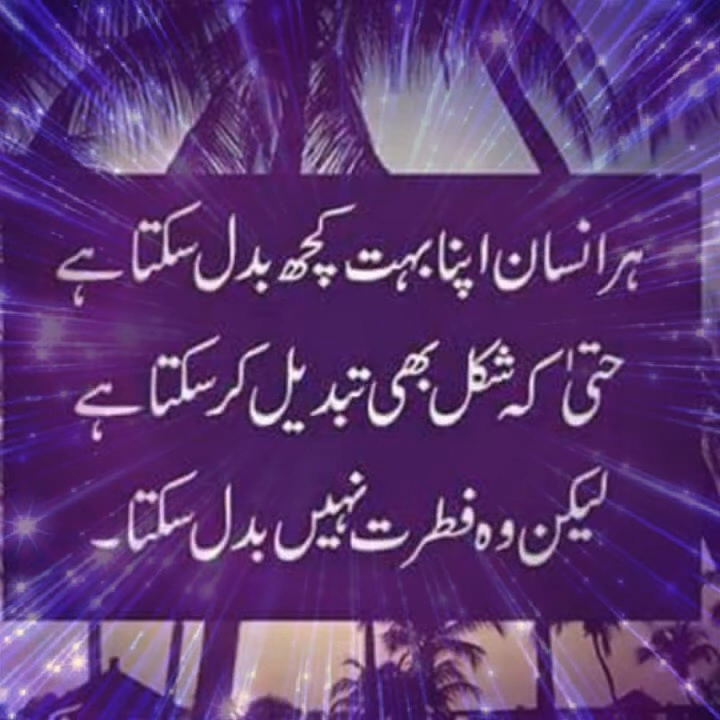 ہر انسان اپنا بہت کچھ بدل سکتا ہے
حتیٰ کہ شکل بھی تبدیل کر سکتا ہے
لیکن وہ فطرت نہیں بدل سکتا۔